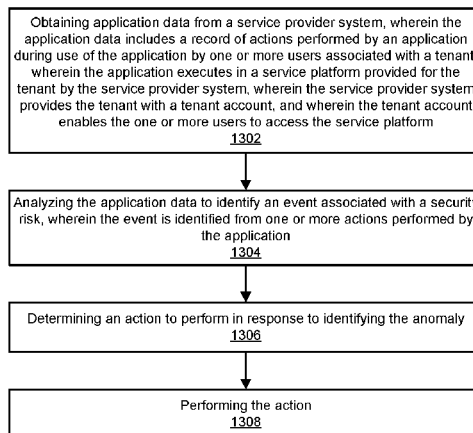 Obtaining application data from a service provider system, wherein the
application data includes a record of actions performed by an application
during use of the application by one or more users associated with a tenant
wherein the application executes in a service platform provided for the
tenant by the service provider system, wherein the service provider system
provides the tenant with a tenant account, and wherein the tenant account
enables the one or more users to access the service platform
1302
Analyzing the application data to identify an event associated with a security
risk, wherein the event is identified from one or more actions performed by
the application
1304
Determining an action to perform in response to identifying the anomaly
1306
Performing the action
1308